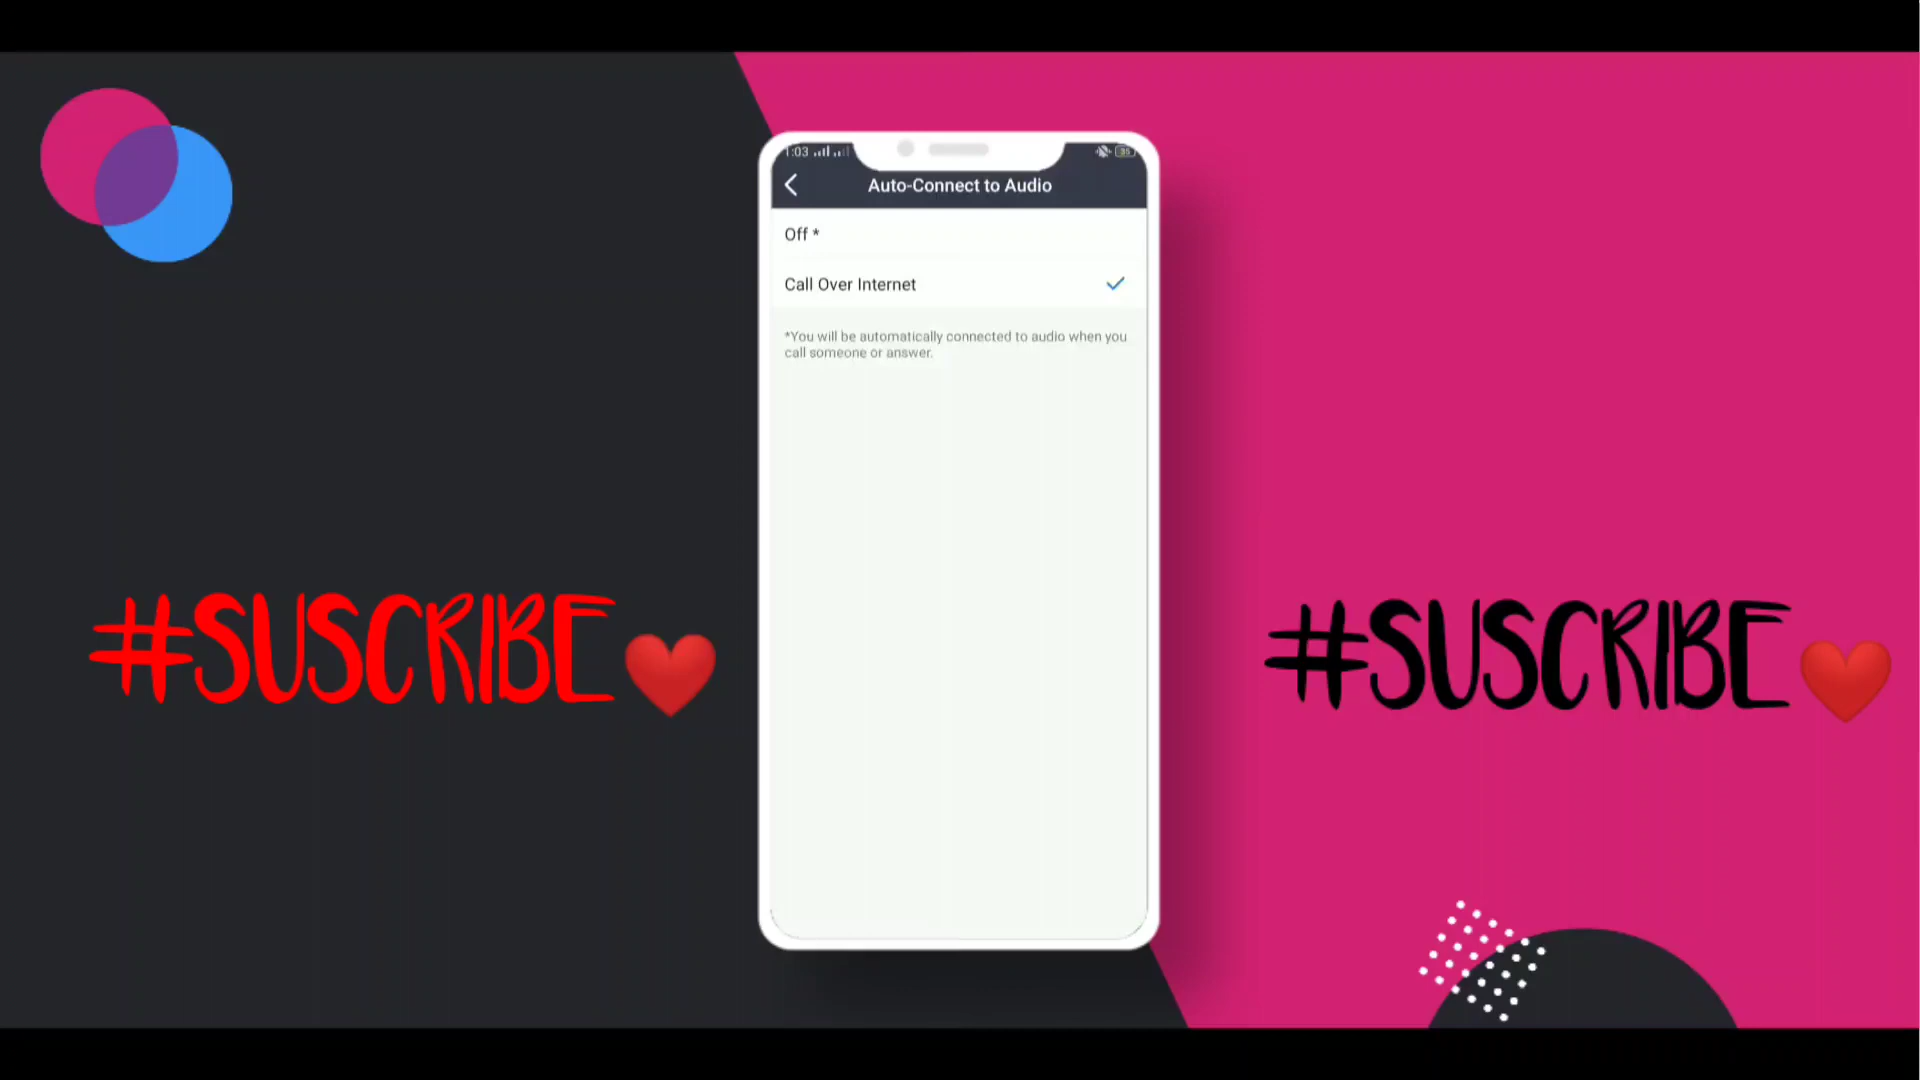 1:03
35
Auto-Connect to Audio
Off *
Call Over Internet
*You will be automatically connected to audio when you
call someone or answer.
#SUSCRIBE❤️
#SUSCRIBE❤️